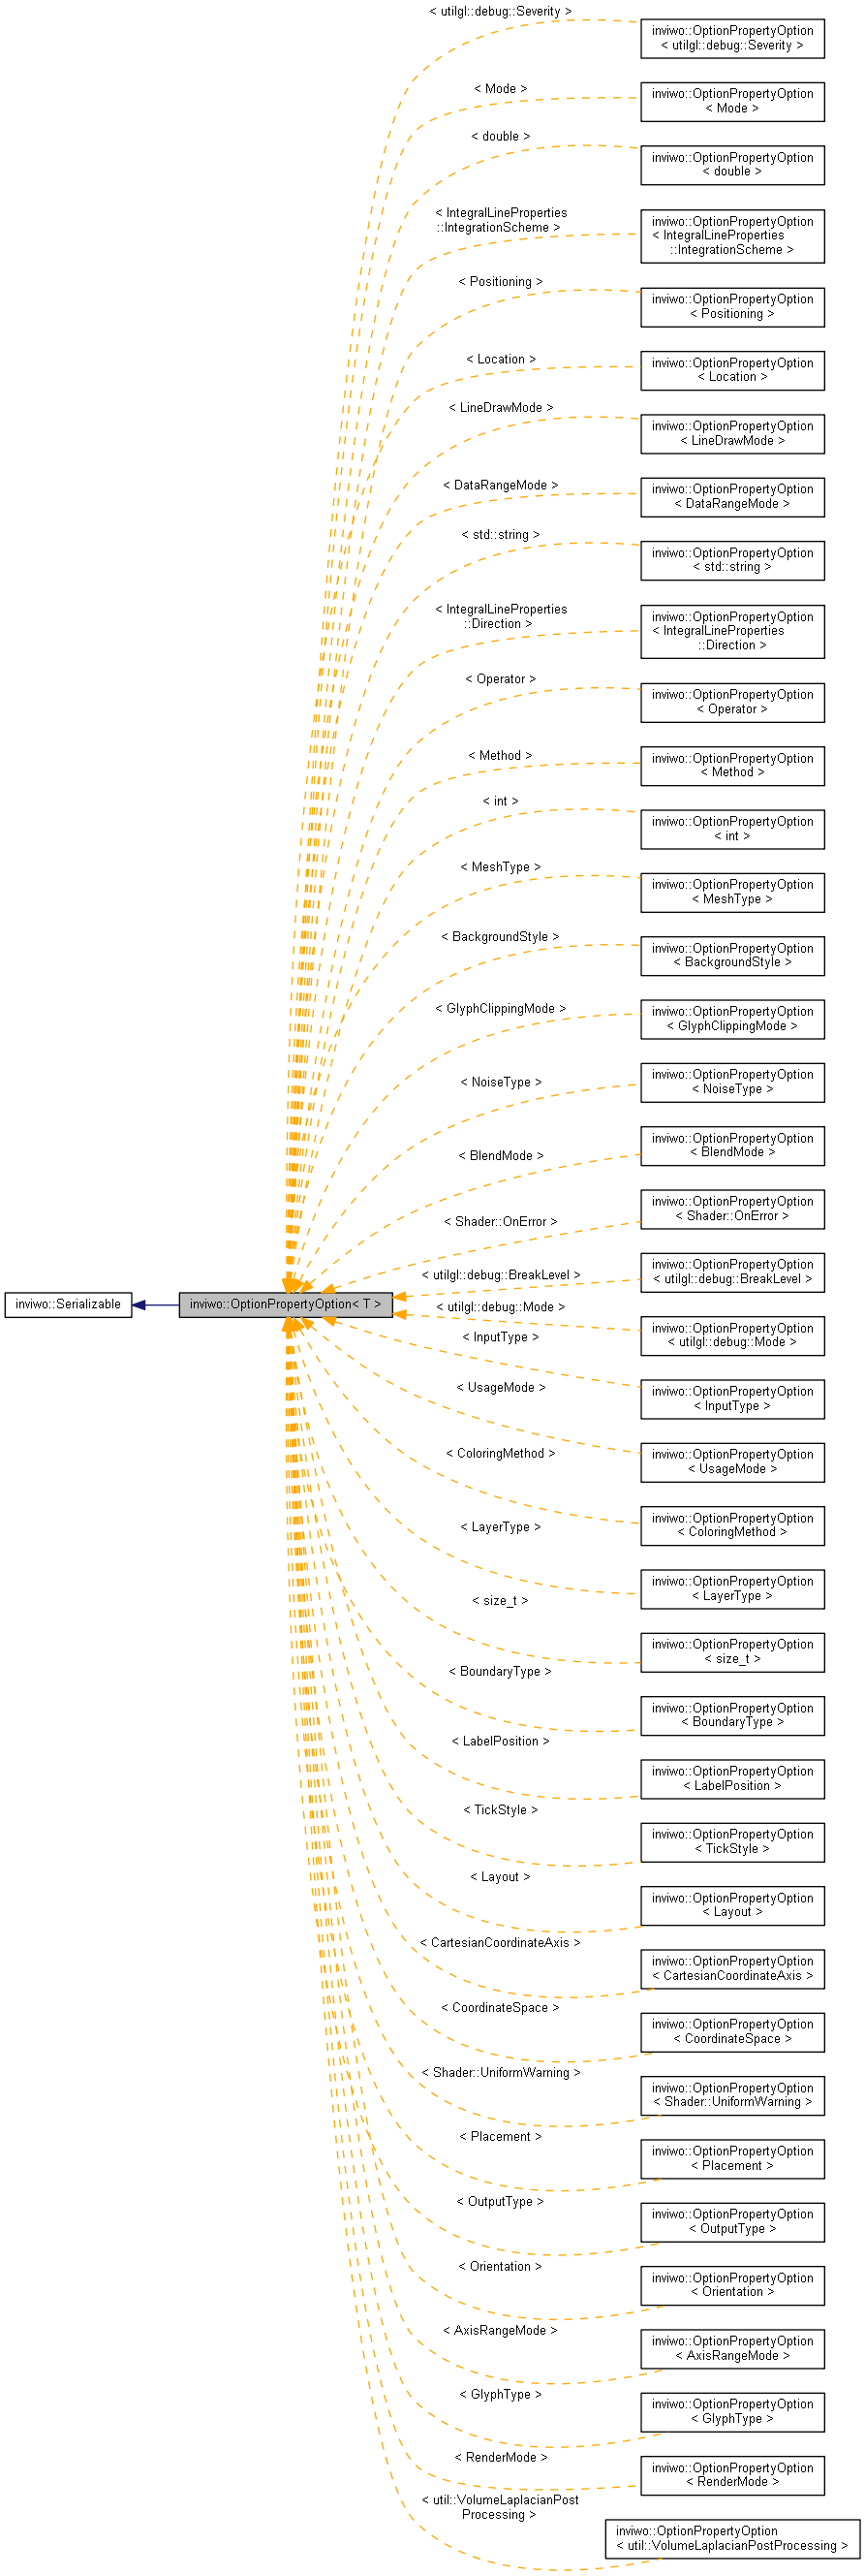 < utilgl::debug::Severity >
inviwo::OptionPropertyOption
< utilgl::debug::Severity >
< Mode >
inviwo::OptionPropertyOption
< Mode >
< double >
inviwo::OptionPropertyOption
< double >
< IntegralLineProperties
::IntegrationScheme >
inviwo::OptionPropertyOption
< IntegralLineProperties
::IntegrationScheme >
< Positioning >
inviwo::OptionPropertyOption
< Positioning >
< Location >
inviwo::OptionPropertyOption
< Location >
< LineDrawMode >
inviwo::OptionPropertyOption
< LineDrawMode >
< DataRangeMode >
inviwo::OptionPropertyOption
< DataRangeMode >
< std::string >
inviwo::OptionPropertyOption
< std::string >
< IntegralLineProperties
::Direction >
inviwo::OptionPropertyOption
< IntegralLineProperties
::Direction >
< Operator >
inviwo::OptionPropertyOption
< Operator >
< Method >
inviwo::OptionPropertyOption
< Method >
< int >
inviwo::OptionPropertyOption
< int >
< MeshType >
inviwo::OptionPropertyOption
< MeshType >
< BackgroundStyle >
inviwo::OptionPropertyOption
< BackgroundStyle >
< GlyphClippingMode >
inviwo::OptionPropertyOption
< GlyphClippingMode >
< NoiseType >
inviwo::OptionPropertyOption
< NoiseType >
< BlendMode >
inviwo::OptionPropertyOption
< BlendMode >
< Shader::OnError >
inviwo::OptionPropertyOption
< Shader::OnError >
< utilgl::debug::BreakLevel >
inviwo::OptionPropertyOption
< utilgl::debug::BreakLevel >
inviwo::Serializable
inviwo::OptionPropertyOption< T >
< utilgl::debug::Mode >
inviwo::OptionPropertyOption
< utilgl::debug::Mode >
< InputType >
inviwo::OptionPropertyOption
< InputType >
< UsageMode >
inviwo::OptionPropertyOption
< UsageMode >
< ColoringMethod >
inviwo::OptionPropertyOption
< ColoringMethod >
< LayerType >
inviwo::OptionPropertyOption
< LayerType >
< size_t >
inviwo::OptionPropertyOption
< size_t >
< BoundaryType >
inviwo::OptionPropertyOption
< BoundaryType >
< LabelPosition >
inviwo::OptionPropertyOption
< LabelPosition >
< TickStyle >
inviwo::OptionPropertyOption
< TickStyle >
< Layout >
inviwo::OptionPropertyOption
< Layout >
< CartesianCoordinateAxis >
inviwo::OptionPropertyOption
< CartesianCoordinateAxis >
< CoordinateSpace >
inviwo::OptionPropertyOption
< CoordinateSpace >
< Shader::UniformWarning >
inviwo::OptionPropertyOption
< Shader::UniformWarning >
< Placement >
inviwo::OptionPropertyOption
< Placement >
< OutputType >
inviwo::OptionPropertyOption
< OutputType >
< Orientation >
inviwo::OptionPropertyOption
< Orientation >
< AxisRangeMode >
inviwo::OptionPropertyOption
< AxisRangeMode >
< GlyphType >
inviwo::OptionPropertyOption
< GlyphType >
< RenderMode >
inviwo::OptionPropertyOption
< RenderMode >
< util::VolumeLaplacianPost
Processing >
inviwo::OptionPropertyOption
< util::VolumeLaplacianPostProcessing >